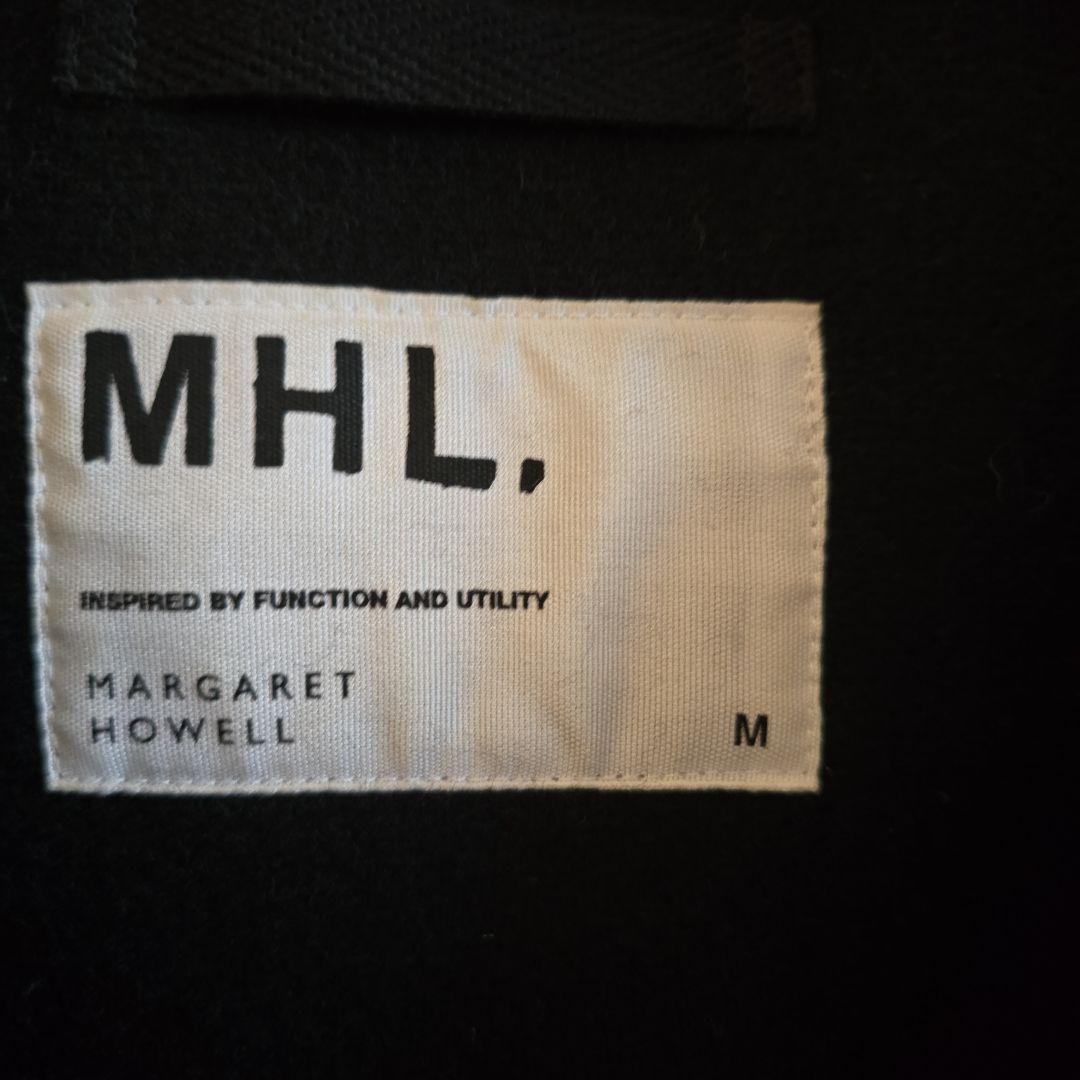 MHL.
INSPIRED BY FUNCTION AND UTILITY
MARGARET
HOWELL
M